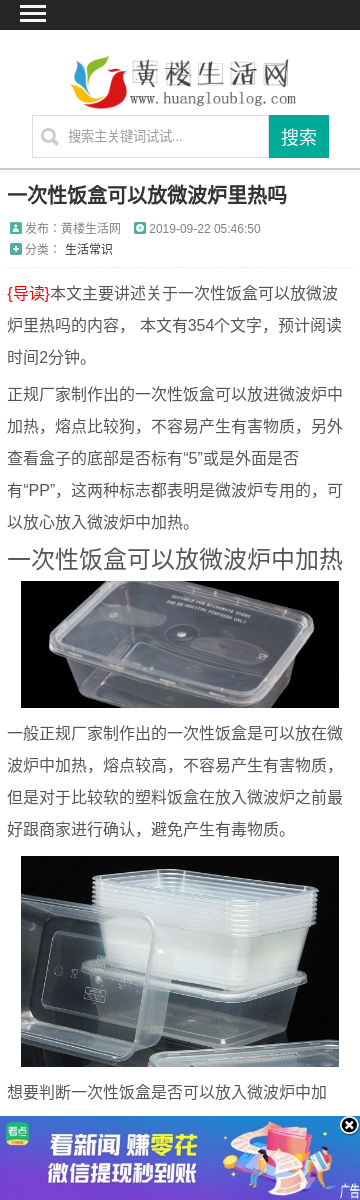 黄楼生活网
www.huangloublog.com
搜索主关键词试试...
搜索
一次性饭盒可以放微波炉里热吗
发布：黄楼生活网 2019-09-22 05:46:50
分类： 生活常识
{导读}本文主要讲述关于一次性饭盒可以放微波
炉里热吗的内容， 本文有354个文字，预计阅读
时间2分钟。
正规厂家制作出的一次性饭盒可以放进微波炉中
加热，熔点比较狗，不容易产生有害物质，另外
查看盒子的底部是否标有“5”或是外面是否
有“PP”，这两种标志都表明是微波炉专用的，可
以放心放入微波炉中加热。
一次性饭盒可以放微波炉中加热
一般正规厂家制作出的一次性饭盒是可以放在微
波炉中加热，熔点较高，不容易产生有害物质，
但是对于比较软的塑料饭盒在放入微波炉之前最
好跟商家进行确认，避免产生有毒物质。
想要判断一次性饭盒是否可以放入微波炉中加
看点
看新闻 赚零花
微信提现秒到账
广告